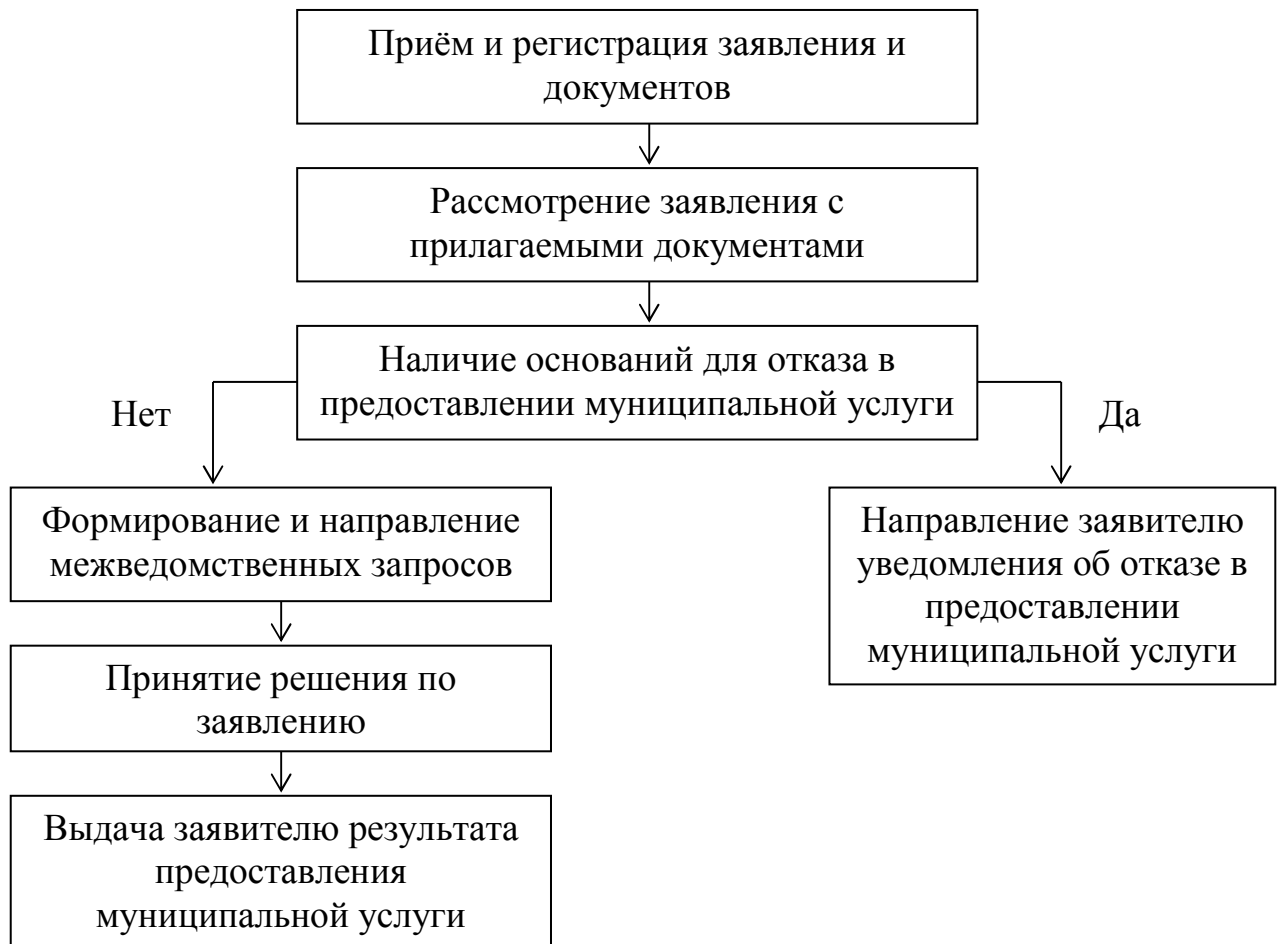 Приём и регистрация заявления и
документов
Рассмотрение заявления с
прилагаемыми документами
Наличие оснований для отказа в
предоставлении муниципальной услуги
Нет
Да
Формирование и направление
межведомственных запросов
Принятие решения по
заявлению
Выдача заявителю результата
предоставления
муниципальной услуги
Направление заявителю
уведомления об отказе в
предоставлении
муниципальной услуги